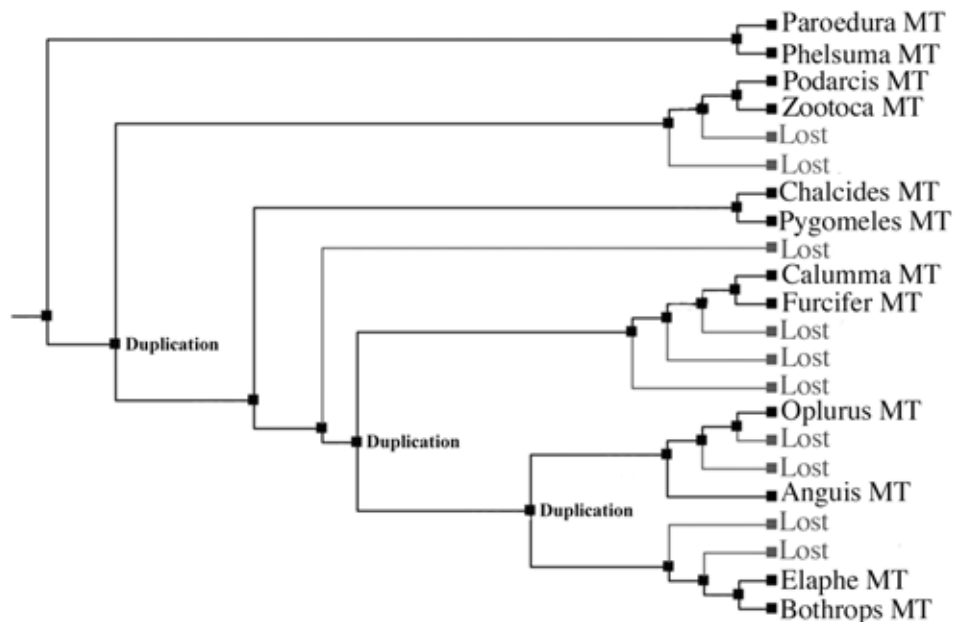 Paroedura MT
Phelsuma MT
Podarcis MT
Zootoca MT
Lost
Lost
Chalcides MT
Pygomeles MT
Lost
Calumma MT
Furcifer MT
Lost
Duplication
Lost
Lost
Oplurus MT
Duplication
Lost
Lost
Anguis MT
Duplication
Lost
Lost
Elaphe MT
Bothrops MT